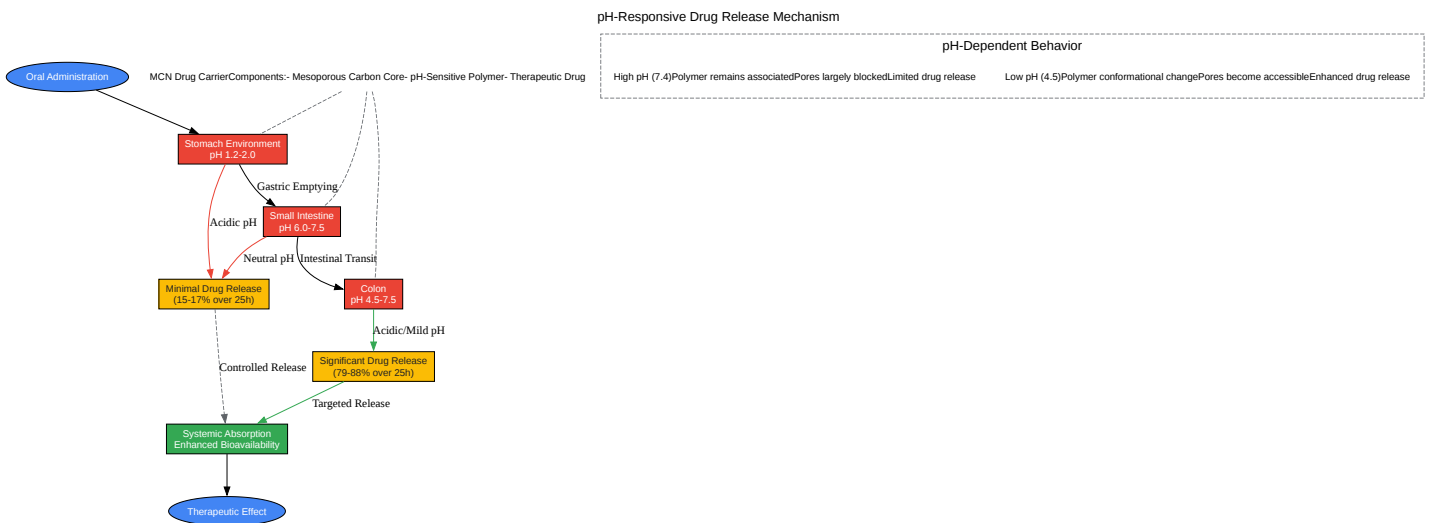 pH-Responsive Drug Release Mechanism
pH-Dependent Behavior
Oral Administration
MCN Drug CarrierComponents:- Mesoporous Carbon Core- pH-Sensitive Polymer- Therapeutic Drug
High pH (7.4)Polymer remains associatedPores largely blockedLimited drug release
Low pH (4.5)Polymer conformational changePores become accessibleEnhanced drug release
Stomach Environment
pH 1.2-2.0
Gastric Emptying
Small Intestine
pH 6.0-7.5
Acidic pH
Neutral pH
Intestinal Transit
Minimal Drug Release
(15-17% over 25h)
Colon
pH 4.5-7.5
Acidic/Mild pH
Significant Drug Release
(79-88% over 25h)
Controlled Release
Targeted Release
Systemic Absorption
Enhanced Bioavailability
Therapeutic Effect